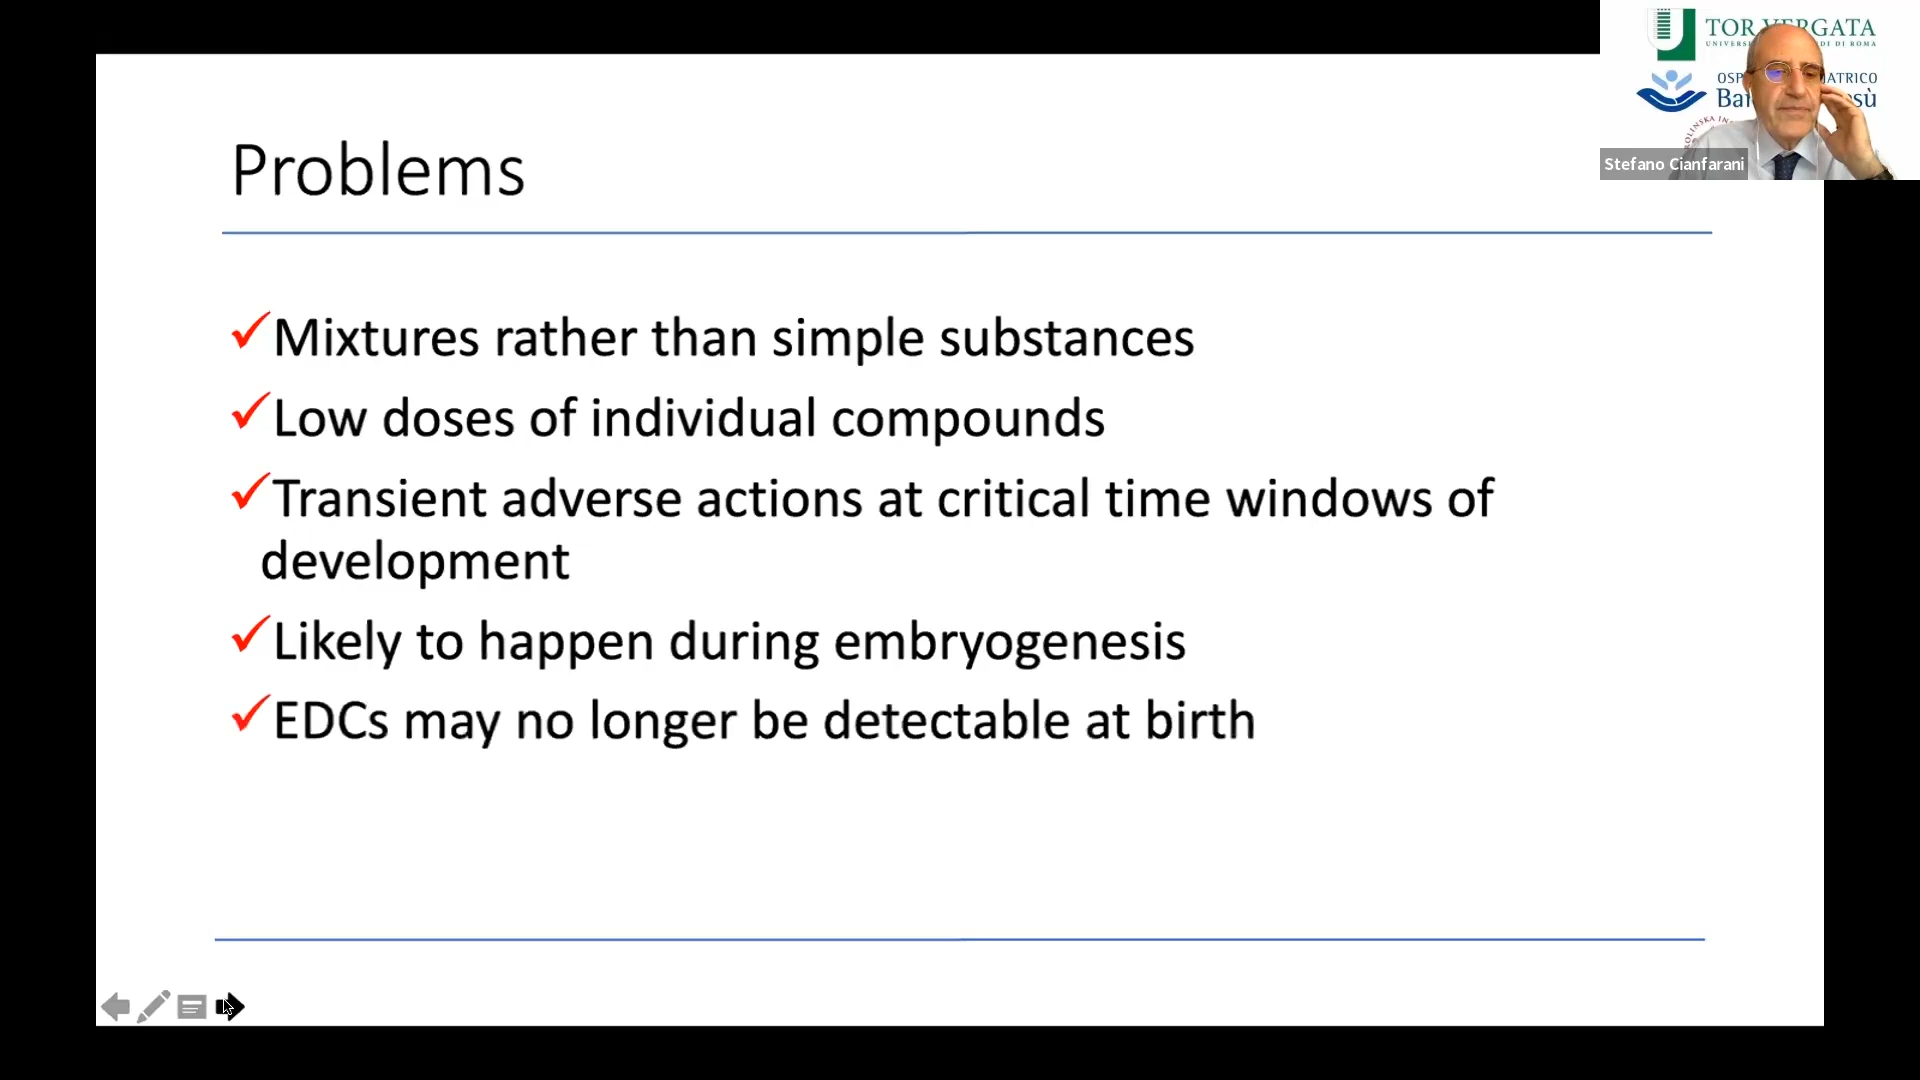 TOR VERGATA
Stefano Cianfarani
Problems
✓Mixtures rather than simple substances
✓Low doses of individual compounds
✓Transient adverse actions at critical time windows of
development
✓Likely to happen during embryogenesis
✓EDCs may no longer be detectable at birth